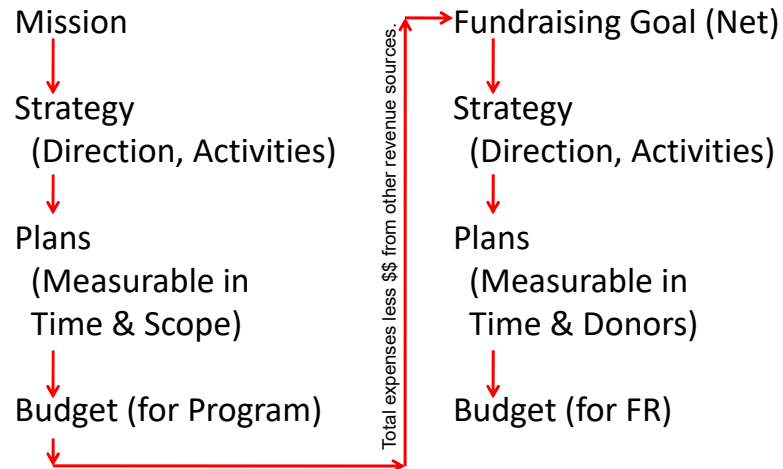 Mission
Strategy
(Direction, Activities)
Plans
(Measurable in
Time & Scope)
Budget (for Program)
Total expenses less $$ from other revenue sources.
Fundraising Goal (Net)
Strategy
(Direction, Activities)
Plans
(Measurable in
Time & Donors)
Budget (for FR)